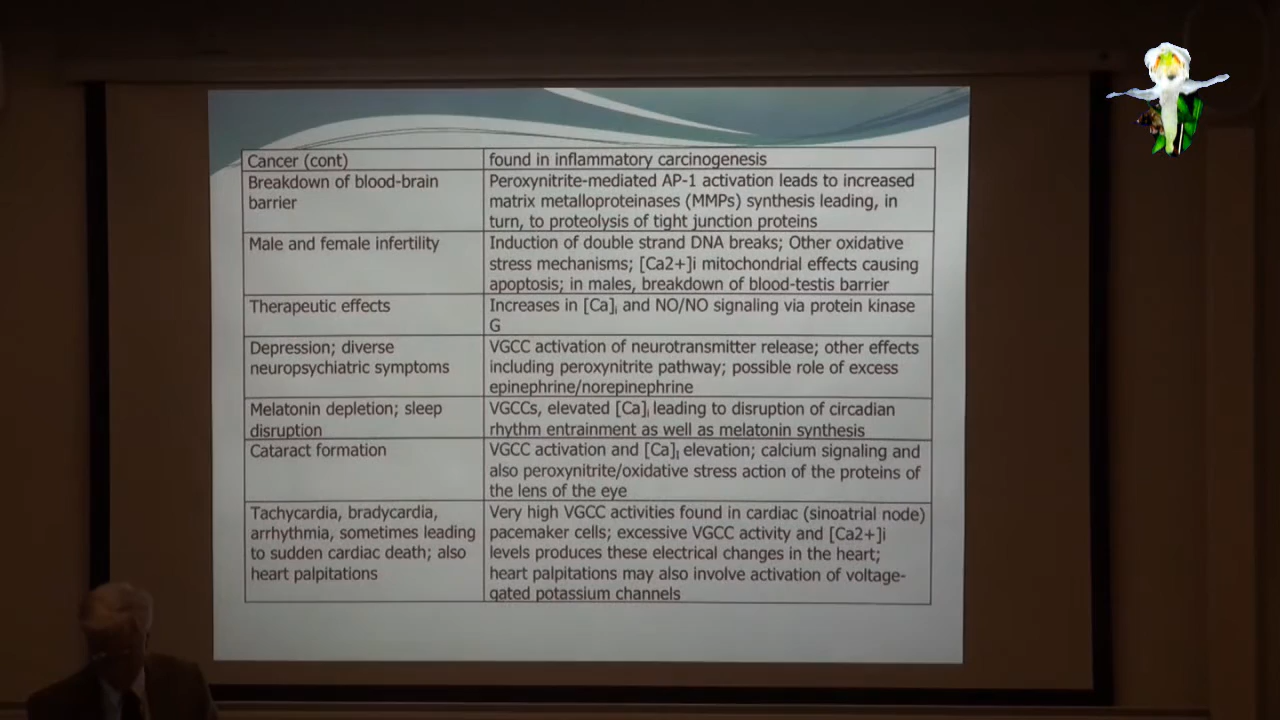 Cancer (cont)
found in inflammatory carcinogenesis
Breakdown of blood-brain
barrier
Peroxynitrite-mediated AP-1 activation leads to increased
matrix metalloproteinases (MMPs) synthesis leading, in
turn, to proteolysis of tight junction proteins
Male and female infertility
Induction of double strand DNA breaks; Other oxidative
stress mechanisms; [Ca2+]i mitochondrial effects causing
apoptosis; in males, breakdown of blood-testis barrier
Therapeutic effects
Increases in [Ca]i and NO/NO signaling via protein kinase
G
Depression; diverse
neuropsychiatric symptoms
VGCC activation of neurotransmitter release; other effects
including peroxynitrite pathway; possible role of excess
epinephrine/norepinephrine
Melatonin depletion; sleep
disruption
VGCCs, elevated [Ca]i leading to disruption of circadian
rhythm entrainment as well as melatonin synthesis
Cataract formation
VGCC activation and [Ca]i elevation; calcium signaling and
also peroxynitrite/oxidative stress action of the proteins of
the lens of the eye
Tachycardia, bradycardia,
arrhythmia, sometimes leading
to sudden cardiac death; also
heart palpitations
Very high VGCC activities found in cardiac (sinoatrial node)
pacemaker cells; excessive VGCC activity and [Ca2+]i
levels produces these electrical changes in the heart;
heart palpitations may also involve activation of voltage-
gated potassium channels